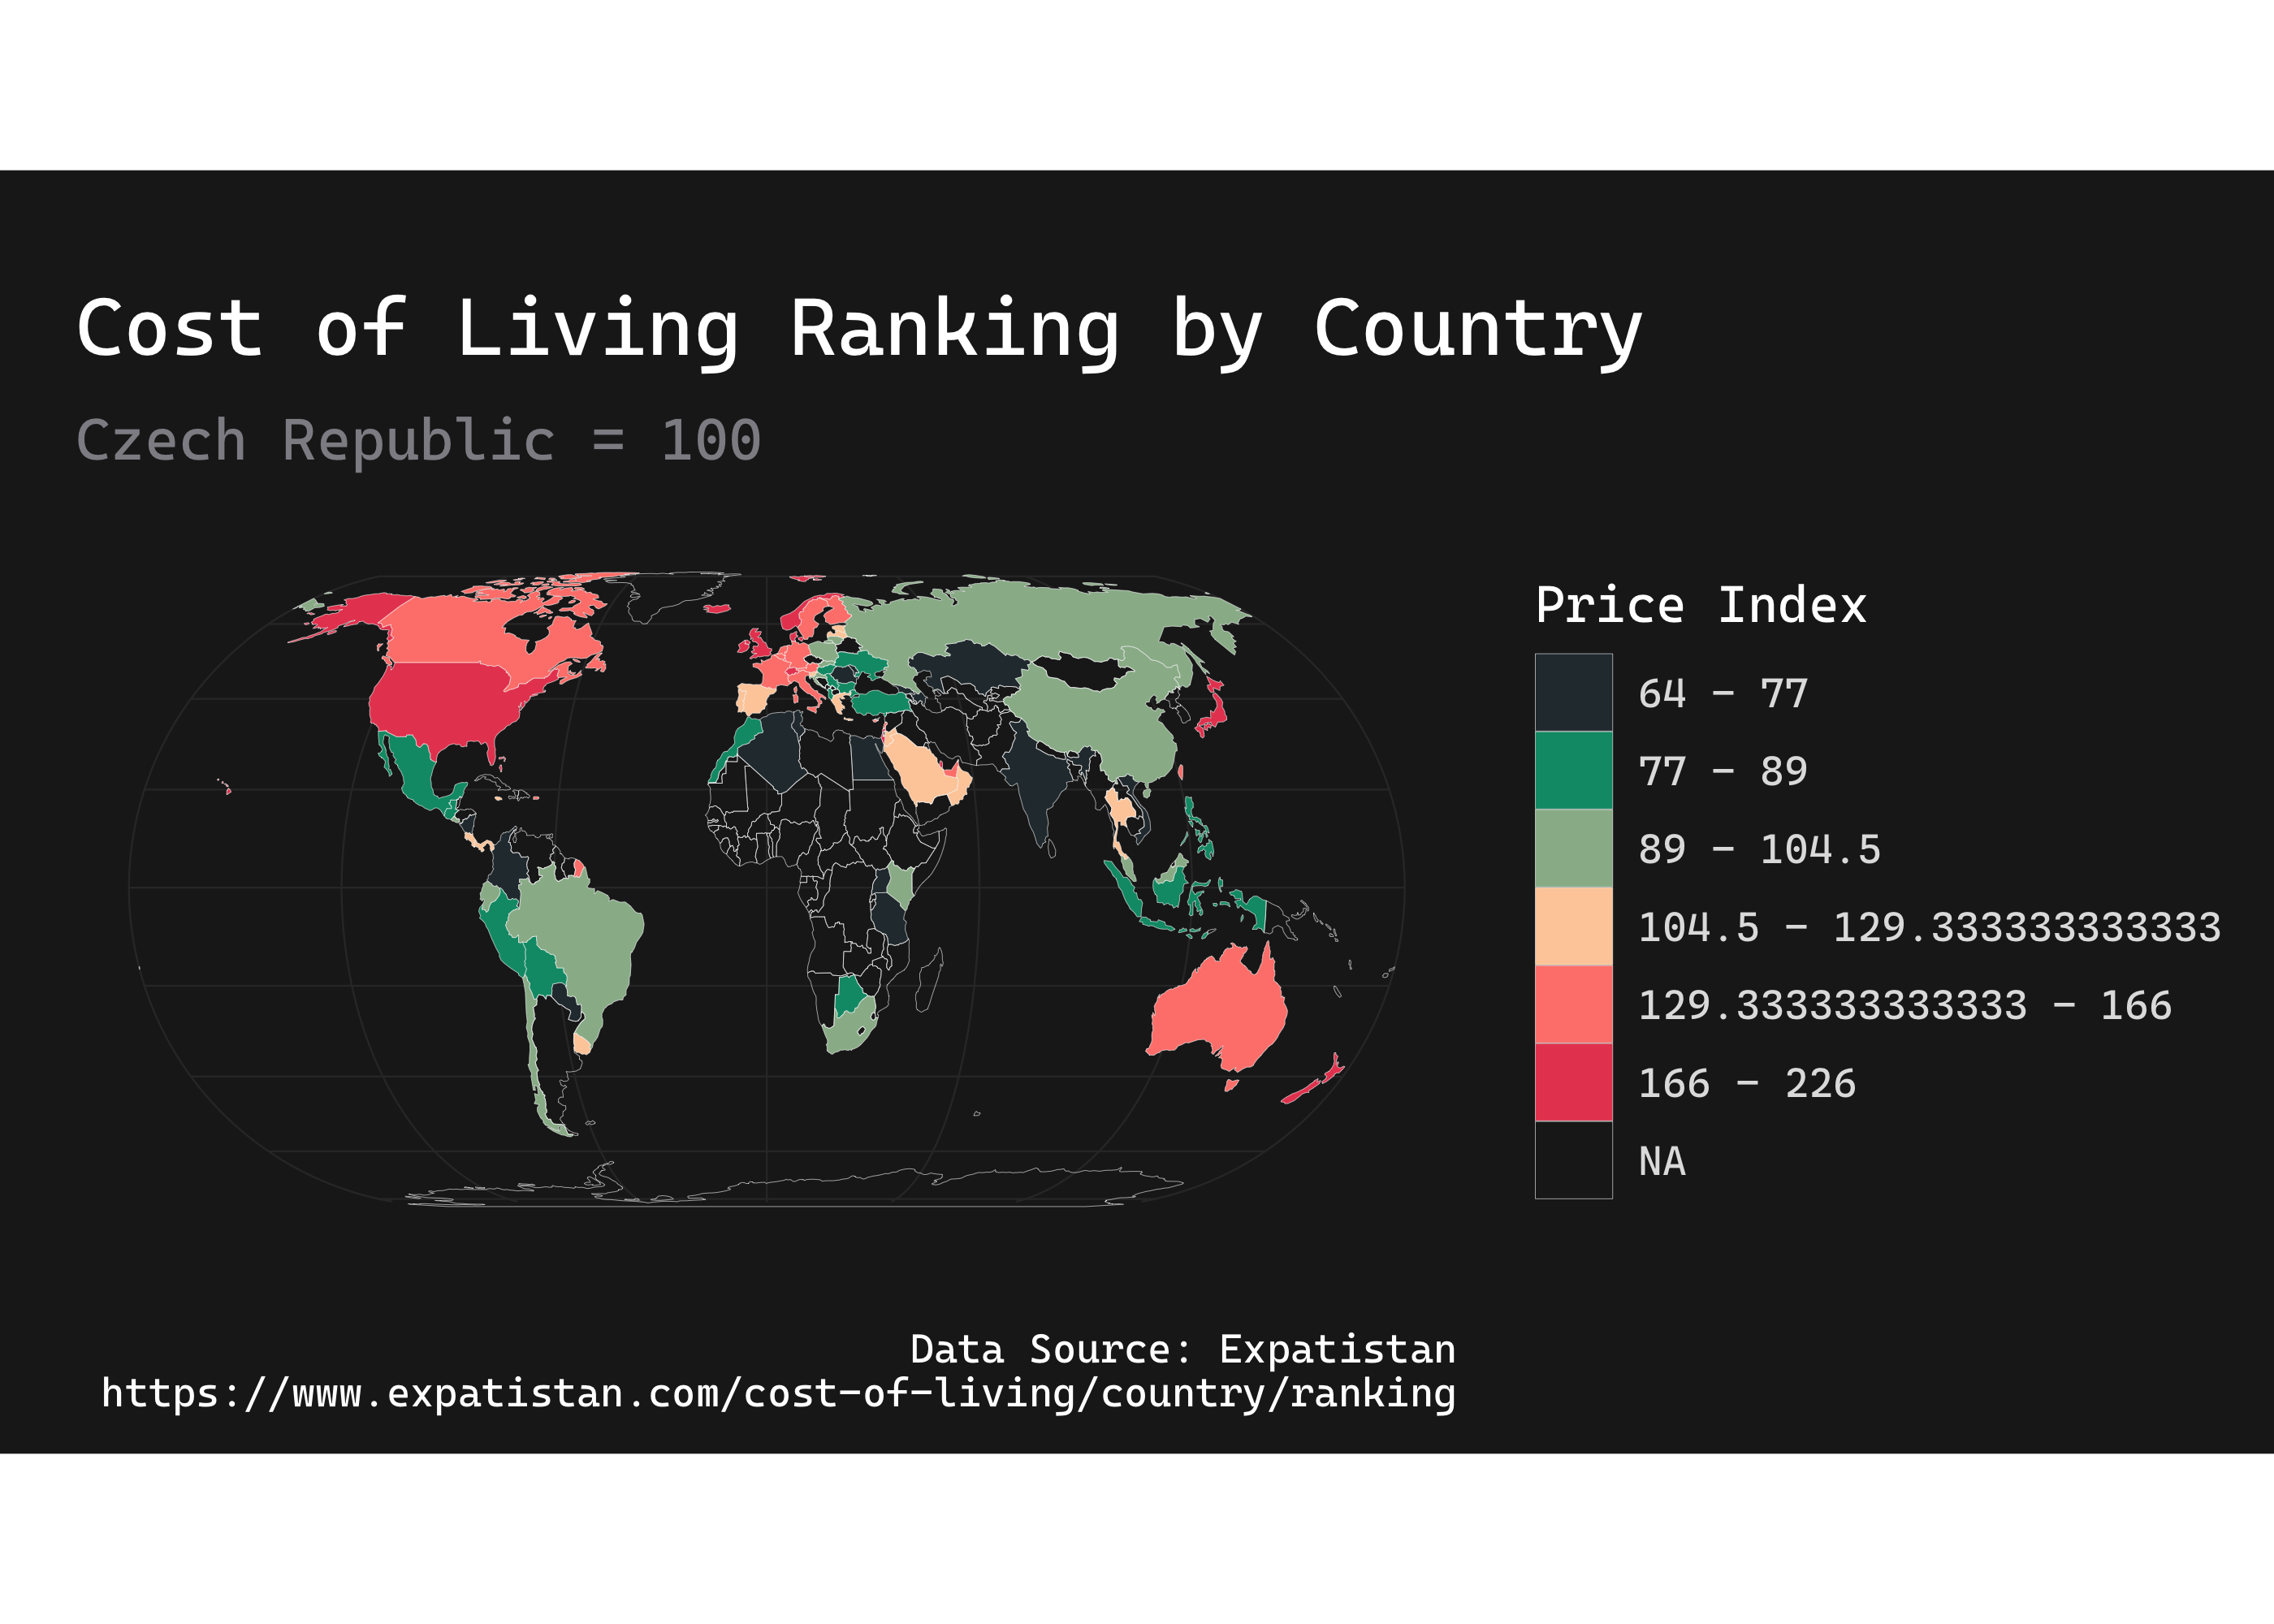 Cost of Living Ranking by Country
Czech Republic = 100
Price Index
64 − 77
77 − 89
89 − 104.5
104.5 − 129.333333333333
129.333333333333 − 166
166 − 226
NA
Data Source: Expatistan
https://www.expatistan.com/cost−of−living/country/ranking